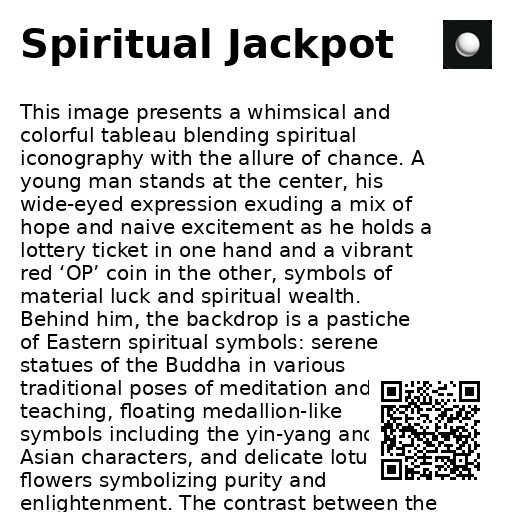 Spiritual Jackpot
This image presents a whimsical and
colorful tableau blending spiritual
iconography with the allure of chance. A
young man stands at the center, his
wide-eyed expression exuding a mix of
hope and naive excitement as he holds a
lottery ticket in one hand and a vibrant
red ‘OP’ coin in the other, symbols of
material luck and spiritual wealth.
Behind him, the backdrop is a pastiche
of Eastern spiritual symbols: serene
statues of the Buddha in various
traditional poses of meditation and
teaching, floating medallion-like
symbols including the yin-yang and
Asian characters, and delicate lotu
flowers symbolizing purity and
enlightenment. The contrast between the